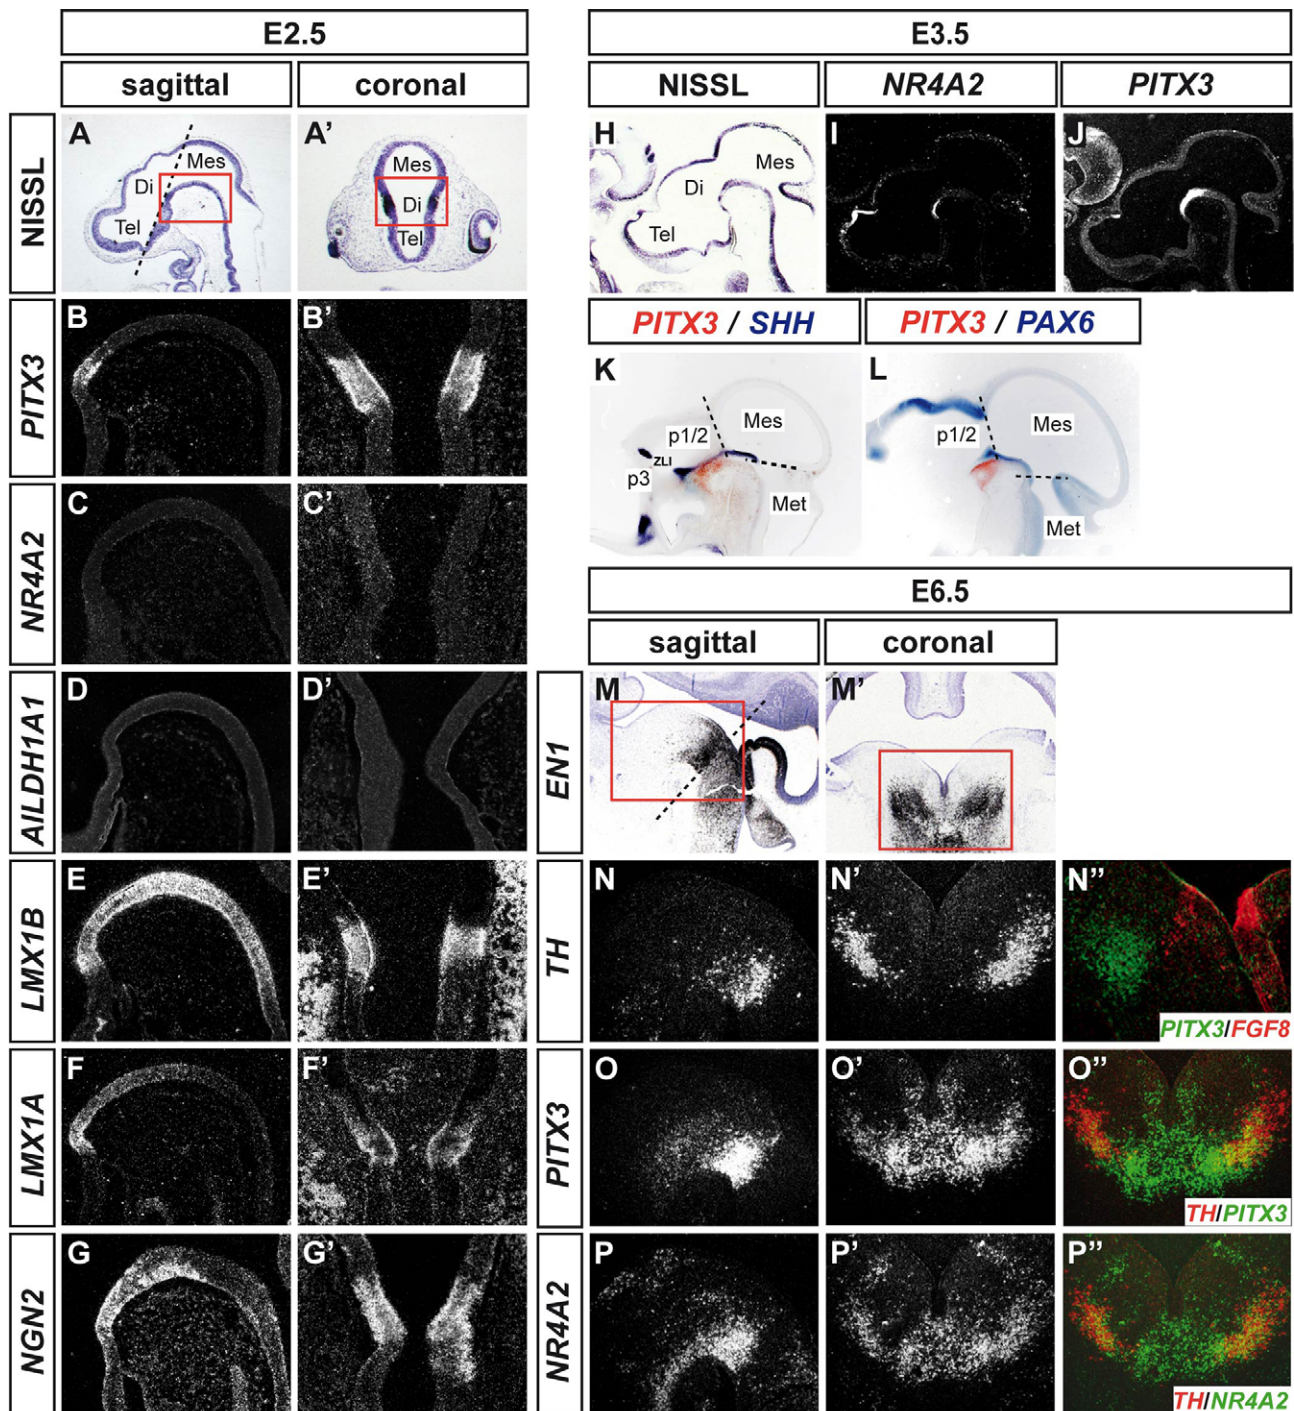 E2.5
sagittal
coronal
NISSL
A
Mes
Di
Tel
A'
Mes
Di
Tel
PITX3
B
B'
NR4A2
C
C'
AILDH1A1
D
D'
LMX1B
E
E'
LMX1A
F
F'
NGN2
G
G'
E3.5
NISSL
NR4A2
PITX3
H
Mes
Di
Tel
I
J
PITX3 / SHH
PITX3 / PAX6
K
Mes
p1/2
ZLI
p3
Met
L
Mes
p1/2
Met
E6.5
sagittal
coronal
EN1
M
M'
TH
N
N'
N''
PITX3/FGF8
PITX3
O
O'
O''
TH/PITX3
NR4A2
P
P'
P''
TH/NR4A2